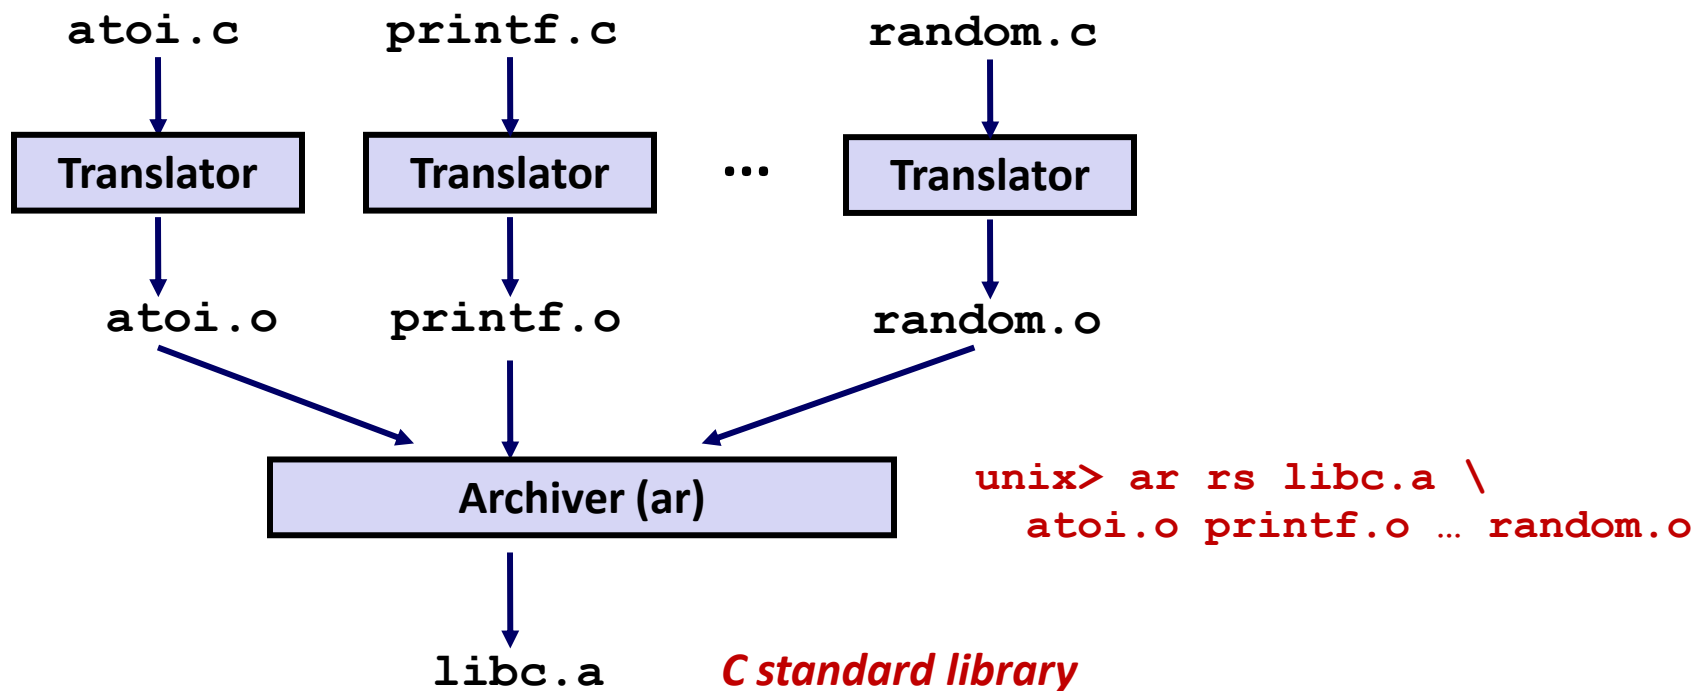 atoi.c printf.c random.c
Translator Translator ... Translator
atoi.o printf.o random.o
Archiver (ar)
unix> ar rs libc.a \
atoi.o printf.o … random.o
libc.a C standard library